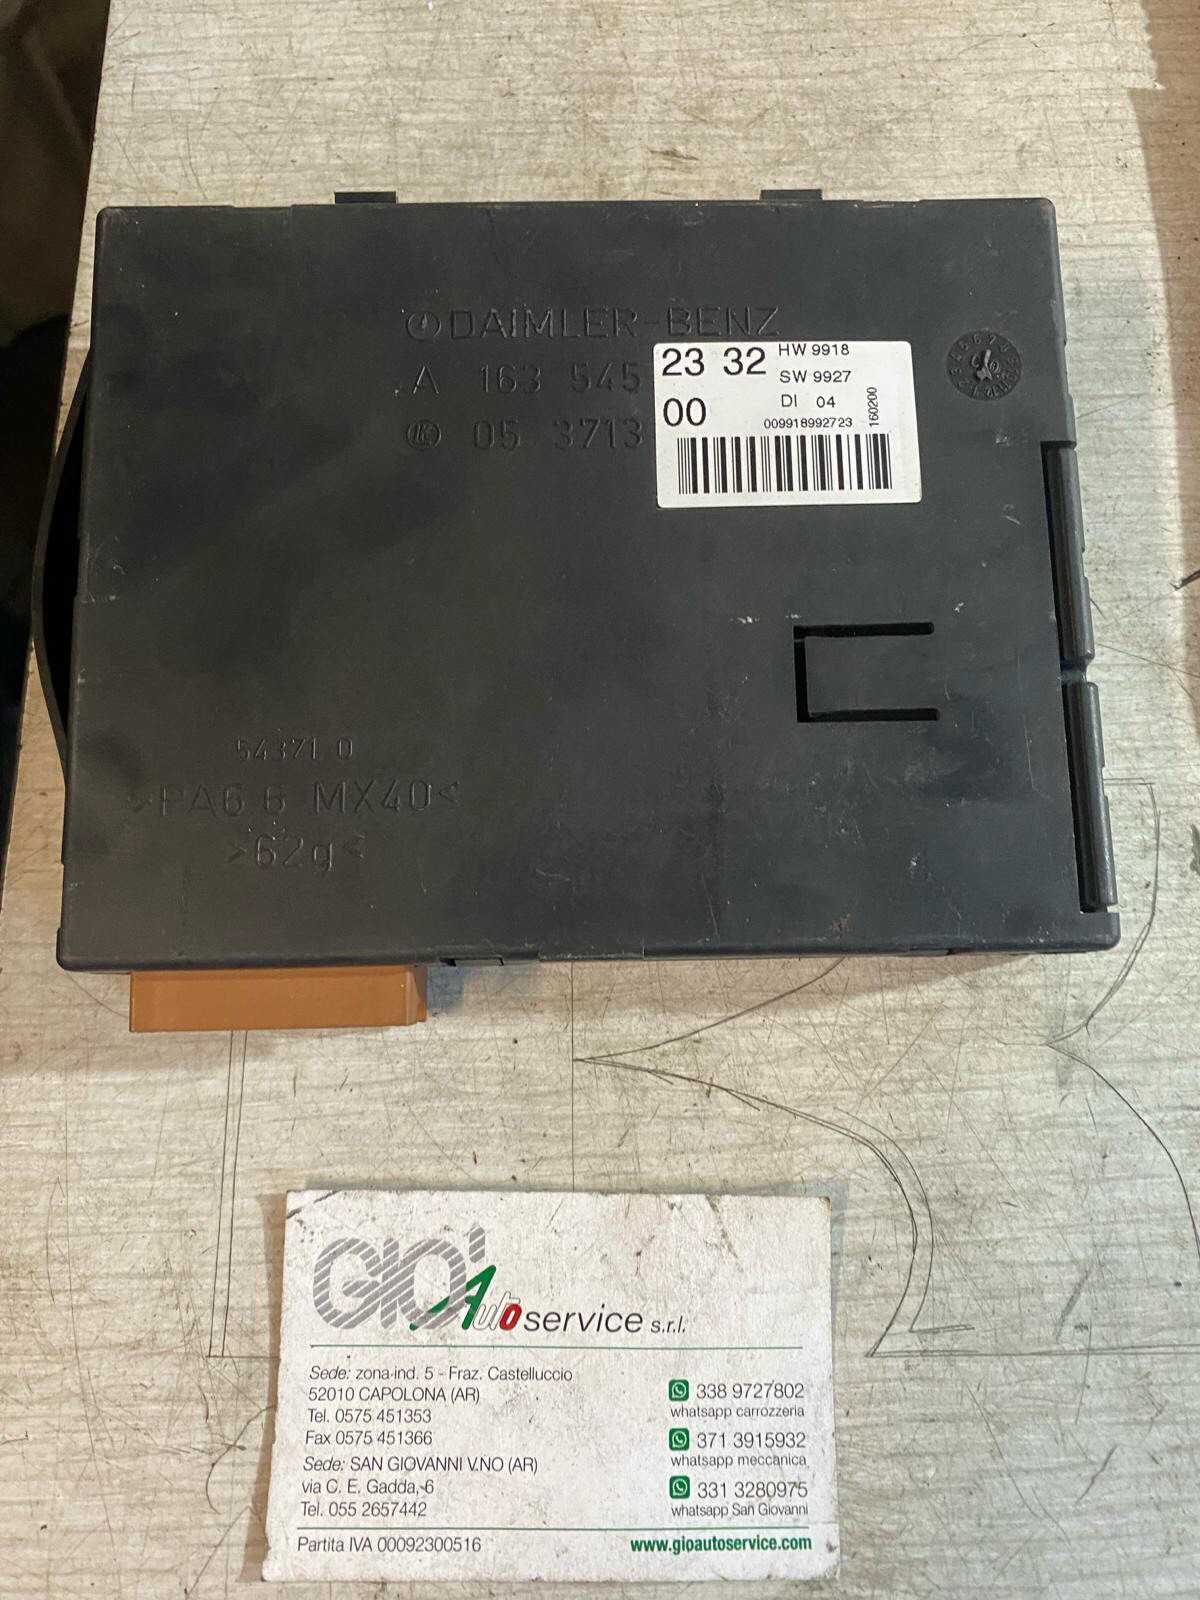 DAIMLER-BENZ
A 163 545
23 32
00
HW 9918
SW 9927
DI 04
009918992723
160200
05 3713
54371 0
>PA6 6 MX40<
>62g<
GIO' Autoservice s.r.l.
Sede: zona ind. 5 - Fraz. Castelluccio
52010 CAPOLONA (AR)
Tel. 0575 451353
Fax 0575 451366
Sede: SAN GIOVANNI V.NO (AR)
via C. E. Gadda, 6
Tel. 055 2657442
338 9727802
whatsapp carrozzeria
371 3915932
whatsapp meccanica
331 3280975
whatsapp San Giovanni
Partita IVA 00092300516
www.gioautoservice.com